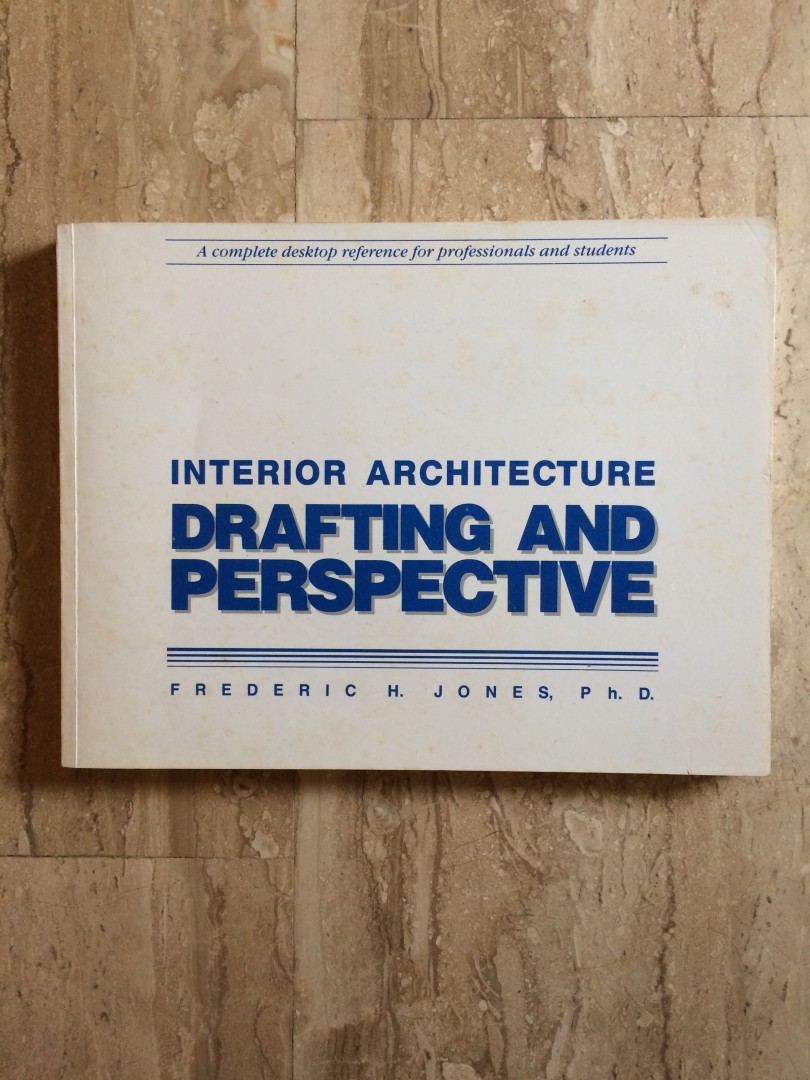 A complete desktop reference for professionals and students
INTERIOR ARCHITECTURE
DRAFTING AND
PERSPECTIVE
FREDERIC H. JONES, Ph. D.